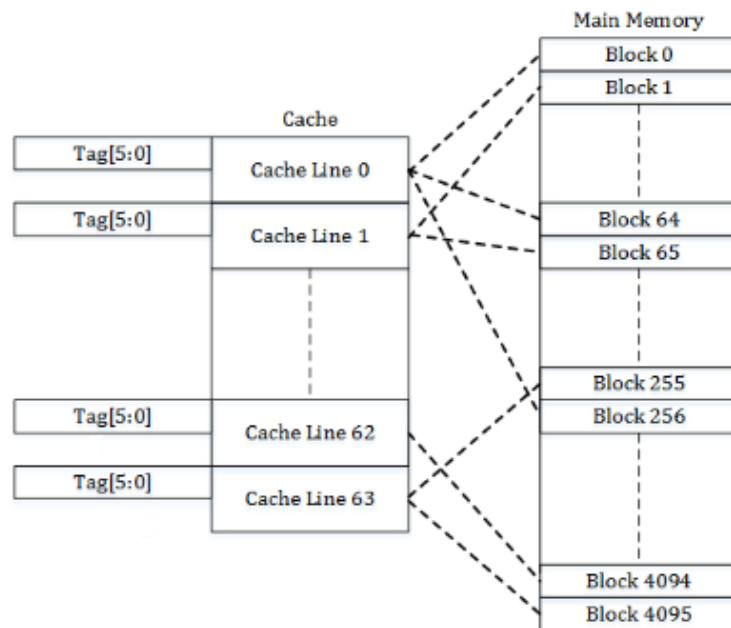 Main Memory
Block 0
Block 1
Cache
Tag[5:0]
Cache Line 0
Tag[5:0]
Cache Line 1
Block 64
Block 65
Block 255
Block 256
Tag[5:0]
Cache Line 62
Tag[5:0]
Cache Line 63
Block 4094
Block 4095